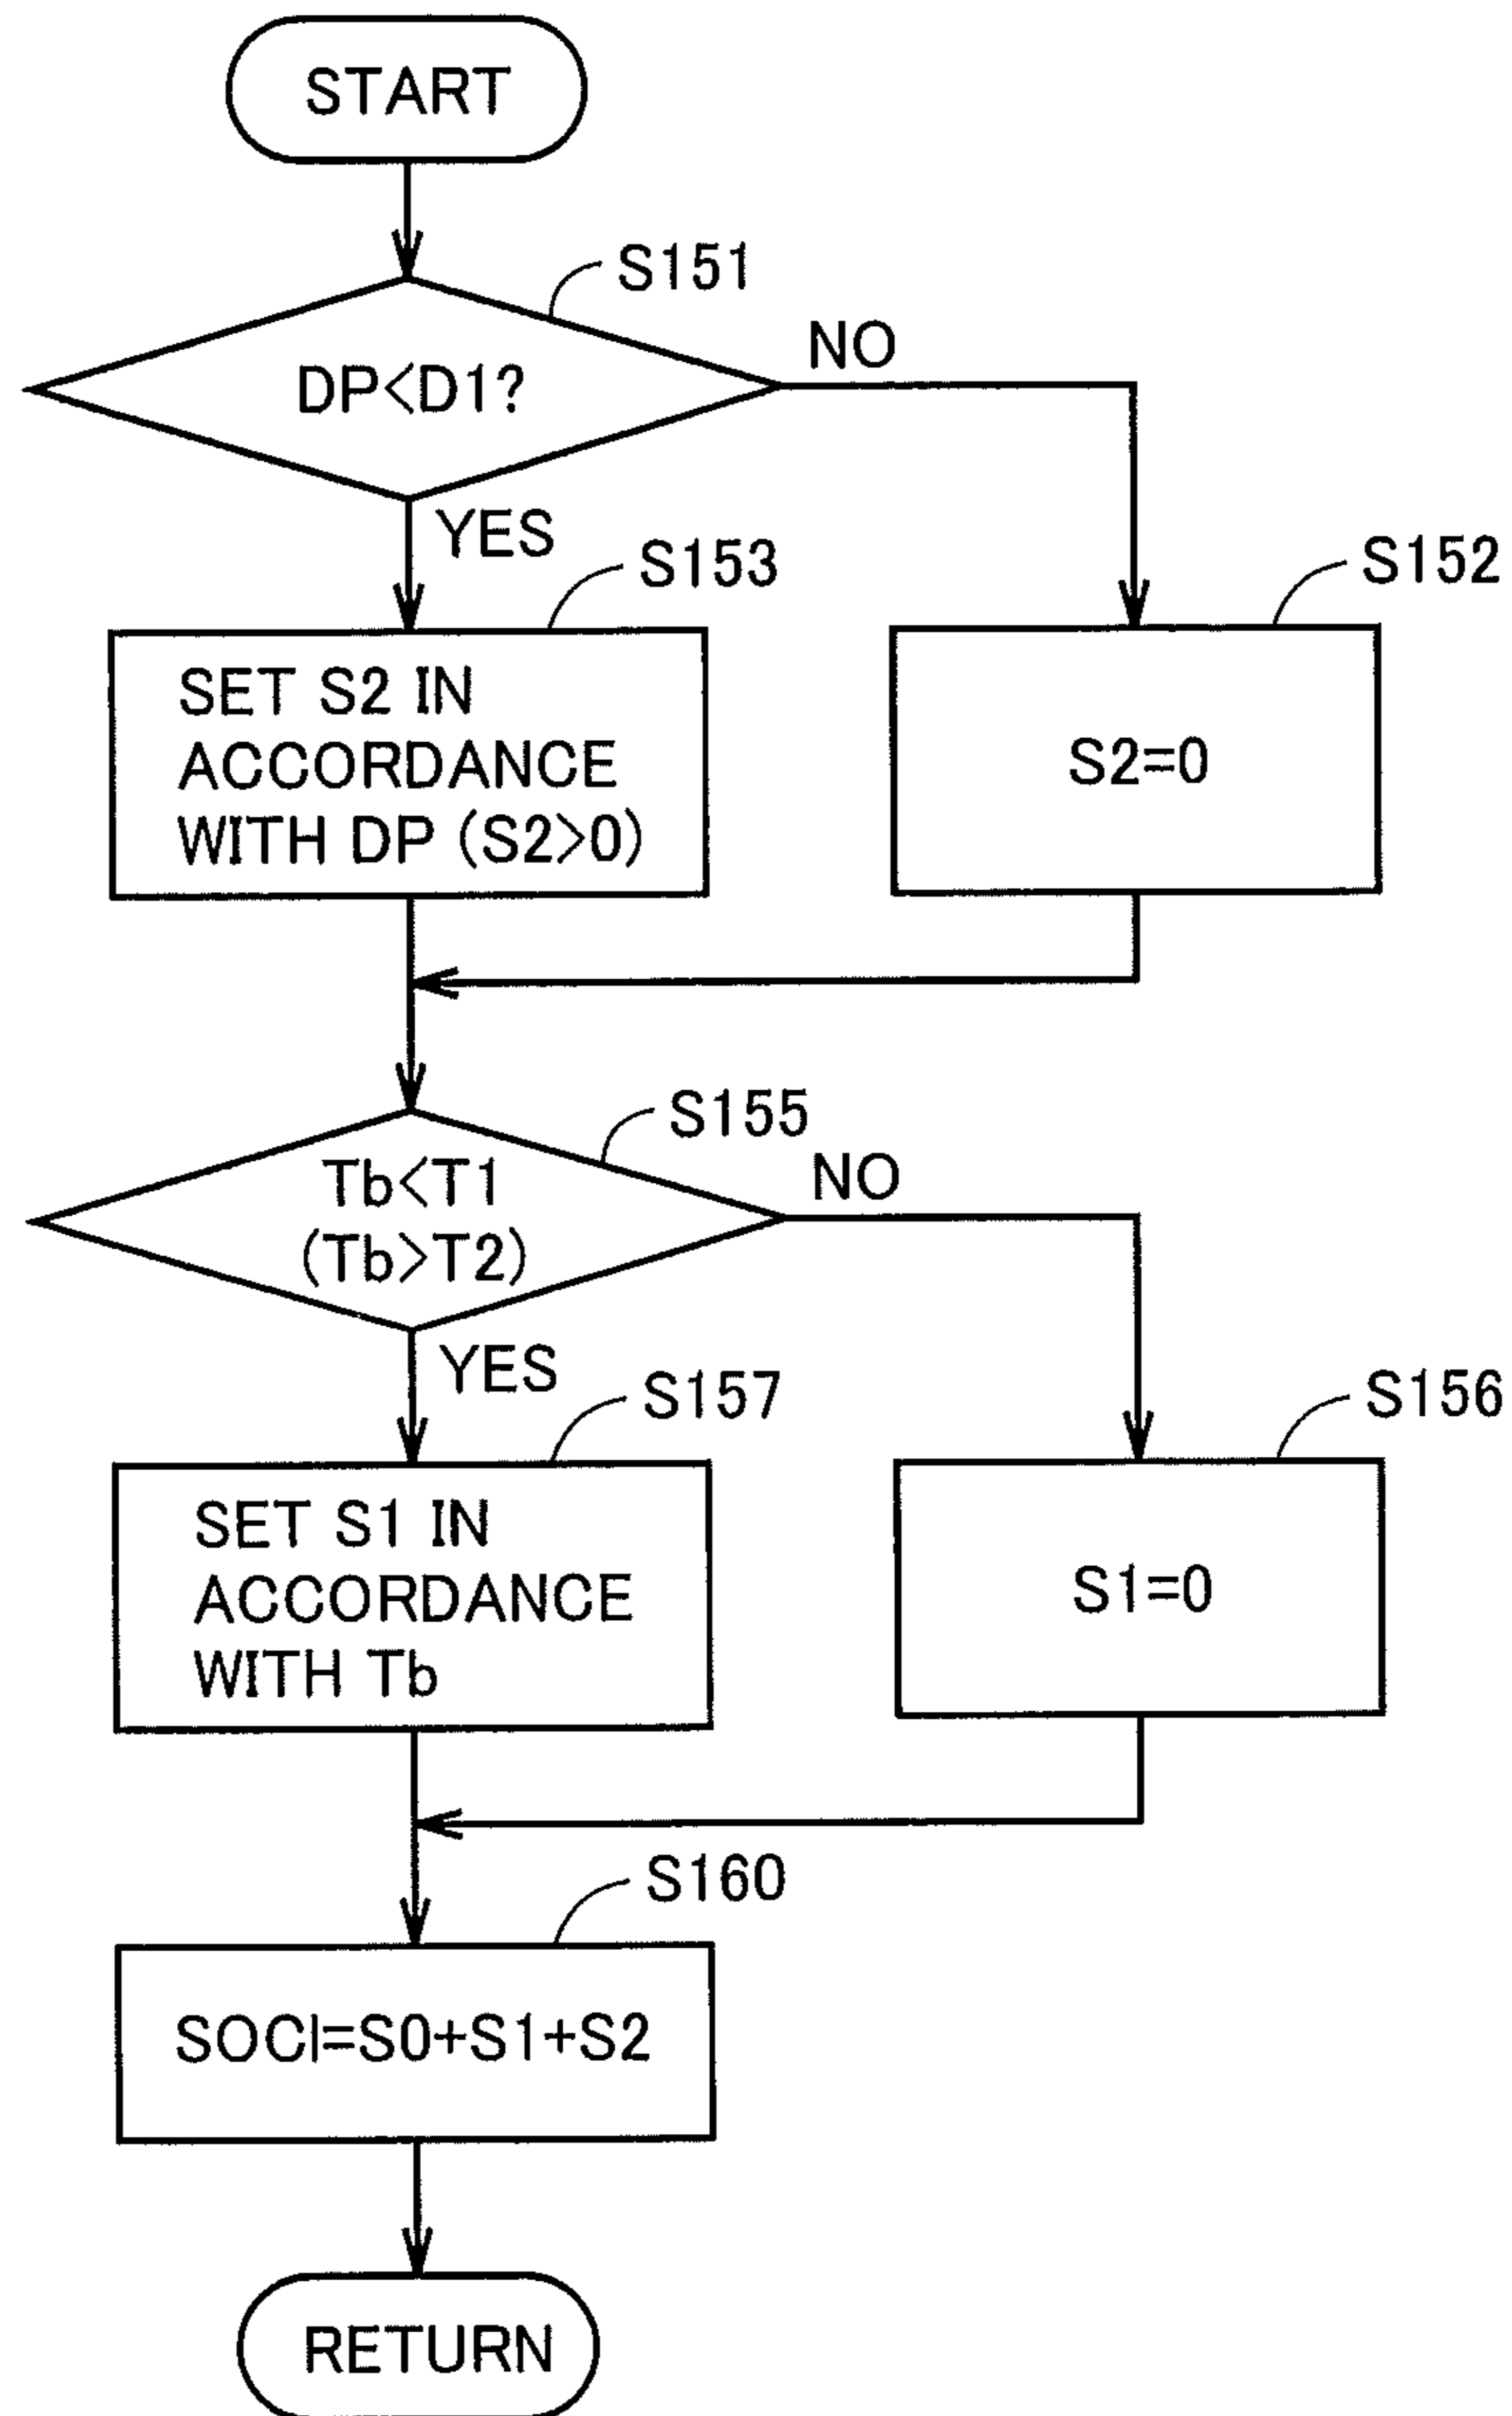 START
S151
DP<D1?
NO
YES
S153
S152
SET S2 IN
ACCORDANCE
WITH DP (S2>0)
S2=0
S155
Tb<T1
(Tb>T2)
NO
YES
S157
S156
SET S1 IN
ACCORDANCE
WITH Tb
S1=0
S160
SOCl=S0+S1+S2
RETURN